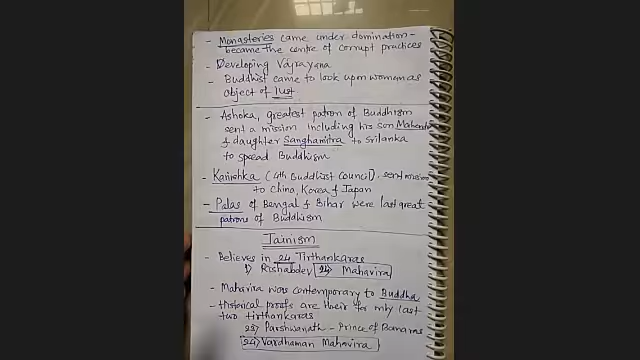 - Monasteries came under domination -
became the centre of corrupt practices
- Developing Vajrayana
- Buddhist came to look upon women as
object of lust
- Ashoka, greatest patron of Buddhism
sent a mission including his son Mahendra
& daughter Sanghamitra to Srilanka
to spread Buddhism
- Kanishka (4th Buddhist Council), send mission
to China, Korea & Japan
- Palas of Bengal & Bihar were last great
patrons of Buddhism
Jainism
- Believes in 24 Tirthankaras
1) Rishabdev 24) Mahavira
- Mahavira was contemporary to Buddha
- Historical proofs are their for only last
two tirthankaras
23) Parshwanath - Prince of Banaras
24) Vardhaman Mahavira